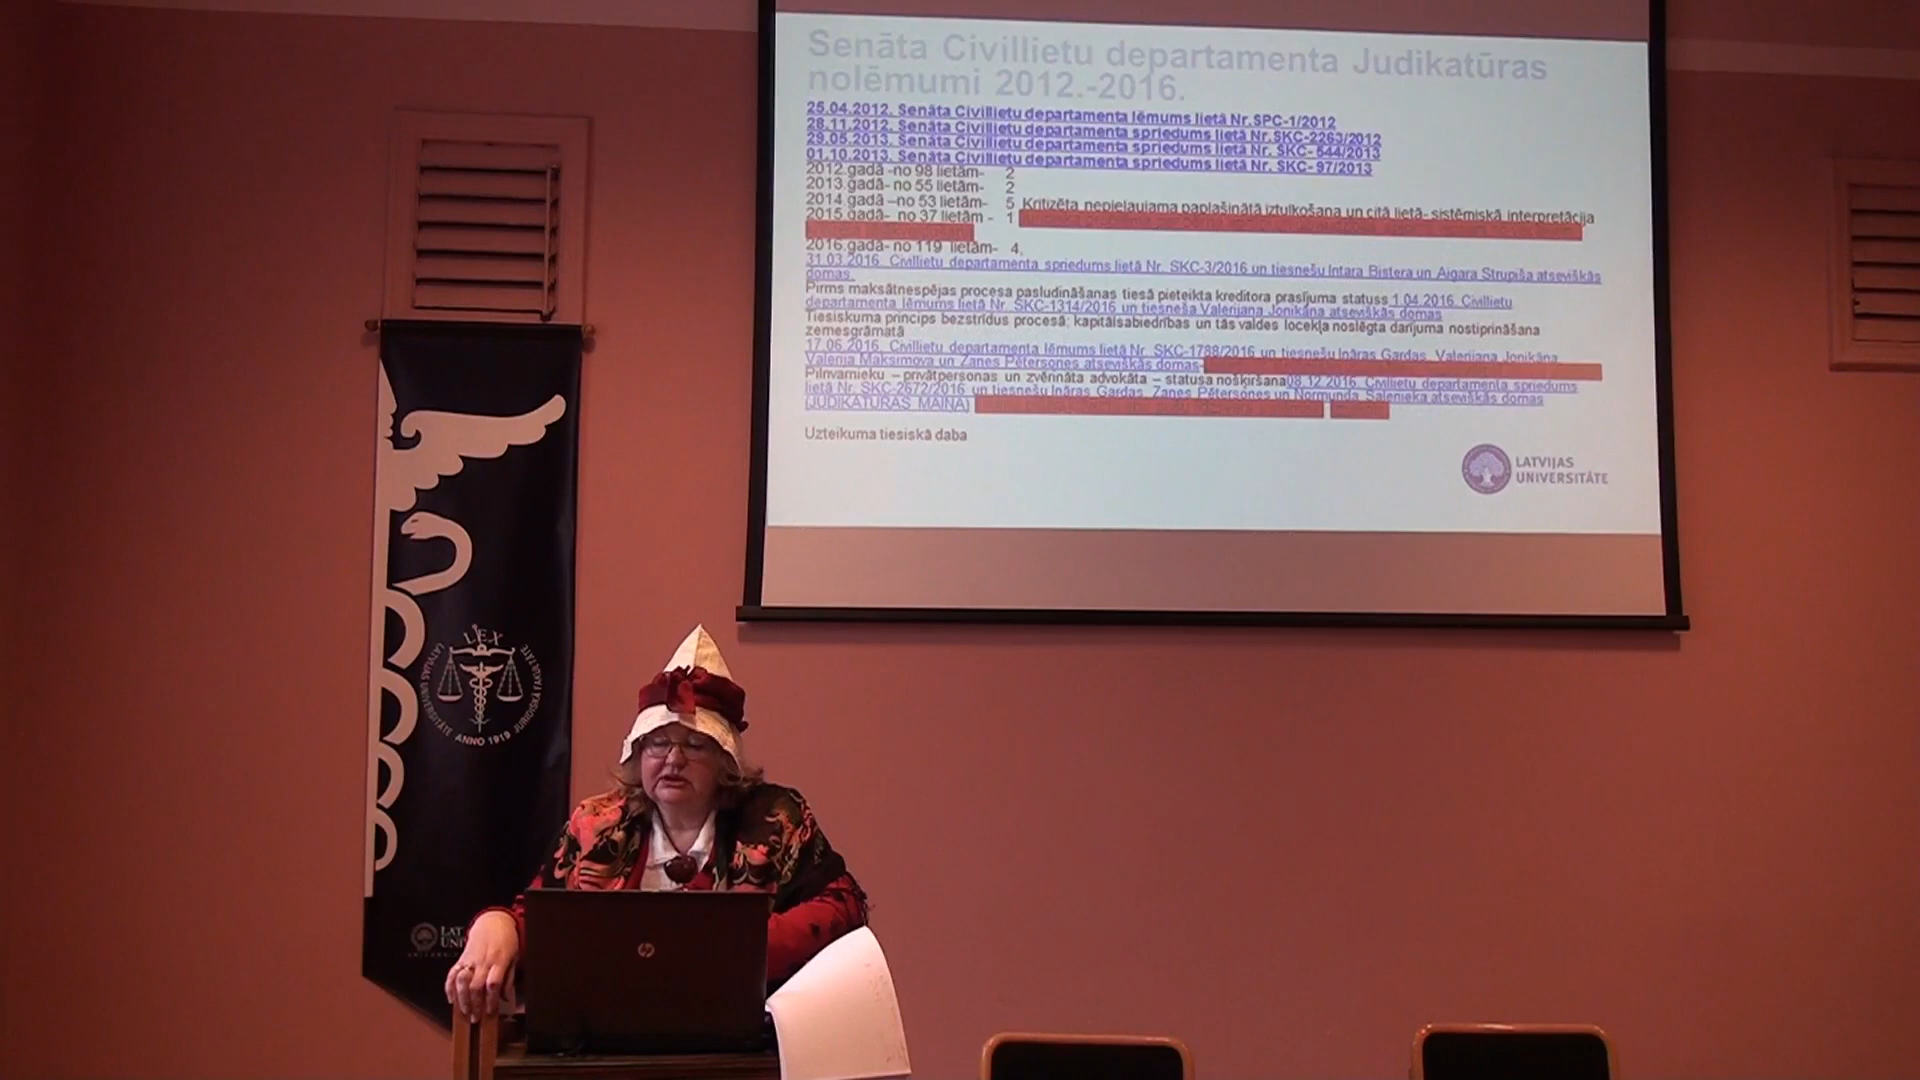 Senāta Civillietu departamenta Judikatūras
nolēmumi 2012.-2016.
25.04.2012. Senāta Civillietu departamenta lēmums lietā Nr.SPC-1/2012
28.11.2012. Senāta Civillietu departamenta spriedums lietā Nr.SKC-2263/2012
29.05.2013. Senāta Civillietu departamenta spriedums lietā Nr. SKC- 544/2013
01.10.2013. Senāta Civillietu departamenta spriedums lietā Nr. SKC- 97/2013
2012.gadā -no 98 lietām- 2
2013.gadā- no 55 lietām- 2
2014.gadā –no 53 lietām- 5 Kritizēta nepieļaujama paplašinātā iztulkošana un citā lietā- sistēmiskā interpretācija
2015.gadā- no 37 lietām - 1
2016.gadā- no 119 lietām- 4.
31.03.2016. Civillietu departamenta spriedums lietā Nr. SKC-3/2016 un tiesnešu Intara Bistera un Aigara Strupiša atsevišķās
domas.
Pirms maksātnespējas procesa pasludināšanas tiesā pieteikta kreditora prasījuma statuss 1.04.2016. Civillietu
departamenta lēmums lietā Nr. SKC-1314/2016 un tiesneša Valerijana Jonikāna atsevišķās domas
Tiesiskuma princips bezstrīdus procesā; kapitālsabiedrības un tās valdes locekļa noslēgta darījuma nostiprināšana
zemesgrāmatā
17.06.2016. Civillietu departamenta lēmums lietā Nr. SKC-1788/2016 un tiesnešu Ināras Gardas, Valerijana Jonikāna,
Valerija Maksimova un Zanes Pētersones atsevišķās domas-
Pilnvarnieku – privātpersonas un zvērināta advokāta – statusa nošķiršana08.12.2016. Civillietu departamenta spriedums
lietā Nr. SKC-2672/2016 un tiesnešu Ināras Gardas, Zanes Pētersones un Normunda Salenieka atsevišķās domas
(JUDIKATŪRAS MAIŅA)
Uzteikuma tiesiskā daba
LATVIJAS
UNIVERSITĀTE
LEX
LATVIJAS UNIVERSITĀTE ANNO 1919 JURIDISKĀ FAKULTĀTE
LAT
UNI
hp